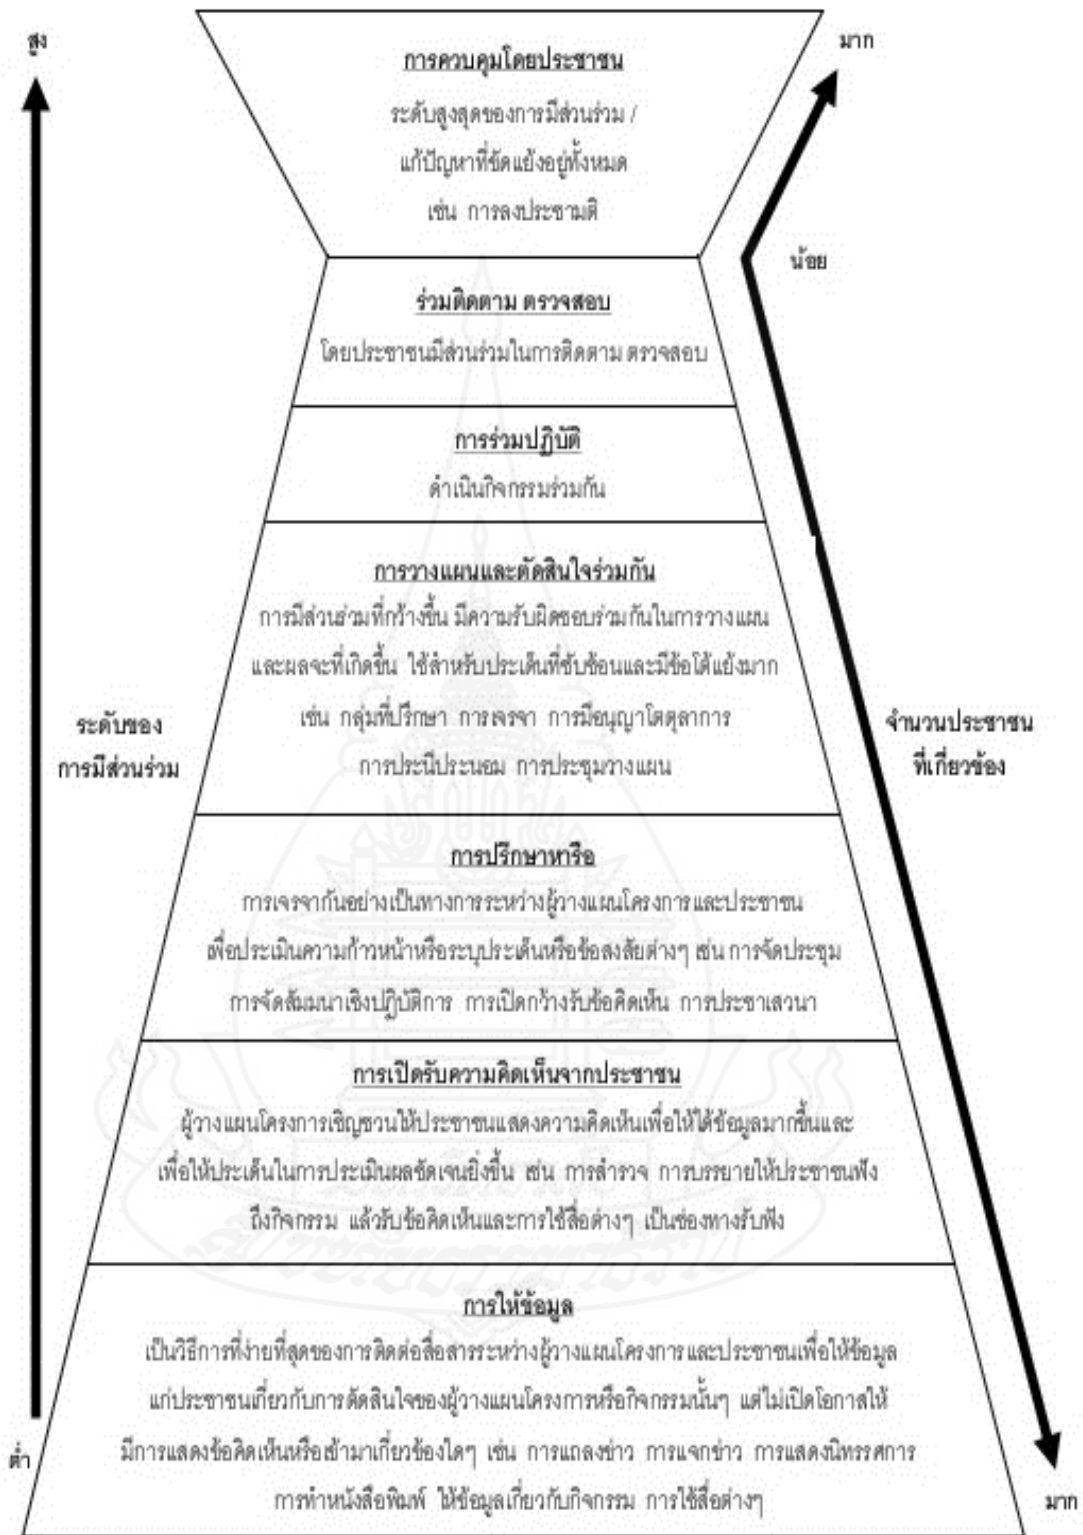 สูง
มาก
การควบคุมโดยประชาชน
ระดับสูงสุดของการมีส่วนร่วม /
แก้ปัญหาที่ขัดแย้งอยู่ทั้งหมด
เช่น การลงประชามติ
น้อย
ร่วมติดตาม ตรวจสอบ
โดยประชาชนมีส่วนร่วมในการติดตาม ตรวจสอบ
การร่วมปฏิบัติ
ดำเนินกิจกรรมร่วมกัน
การวางแผนและตัดสินใจร่วมกัน
การมีส่วนร่วมที่กว้างขึ้น มีความรับผิดชอบร่วมกันในการวางแผน
และผลจะที่เกิดขึ้น ใช้สำหรับประเด็นที่ซับซ้อนและมีข้อโต้แย้งมาก
เช่น กลุ่มที่ปรึกษา การเจรจา การมีอนุญาโตตุลาการ
การประนีประนอม การประชุมวางแผน
ระดับของ
การมีส่วนร่วม
จำนวนประชาชน
ที่เกี่ยวข้อง
การปรึกษาหารือ
การเจรจากันอย่างเป็นทางการระหว่างผู้วางแผนโครงการและประชาชน
เพื่อประเมินความก้าวหน้าหรือระบุประเด็นหรือข้อสงสัยต่างๆ เช่น การจัดประชุม
การจัดสัมมนาเชิงปฏิบัติการ การเปิดกว้างรับข้อคิดเห็น การประชาเสวนา
การเปิดรับความคิดเห็นจากประชาชน
ผู้วางแผนโครงการเชิญชวนให้ประชาชนแสดงความคิดเห็นเพื่อให้ได้ข้อมูลมากขึ้นและ
เพื่อให้ประเด็นในการประเมินผลชัดเจนยิ่งขึ้น เช่น การสำรวจ การบรรยายให้ประชาชนฟัง
ถึงกิจกรรม แล้วรับข้อคิดเห็นและการใช้สื่อต่างๆ เป็นช่องทางรับฟัง
การให้ข้อมูล
เป็นวิธีการที่ง่ายที่สุดของการติดต่อสื่อสารระหว่างผู้วางแผนโครงการและประชาชนเพื่อให้ข้อมูล
แก่ประชาชนเกี่ยวกับการตัดสินใจของผู้วางแผนโครงการหรือกิจกรรมนั้นๆ แต่ไม่เปิดโอกาสให้
มีการแสดงข้อคิดเห็นหรือเข้ามาเกี่ยวข้องใดๆ เช่น การแถลงข่าว การแจกข่าว การแสดงนิทรรศการ
การทำหนังสือพิมพ์ ให้ข้อมูลเกี่ยวกับกิจกรรม การใช้สื่อต่างๆ
ต่ำ
มาก